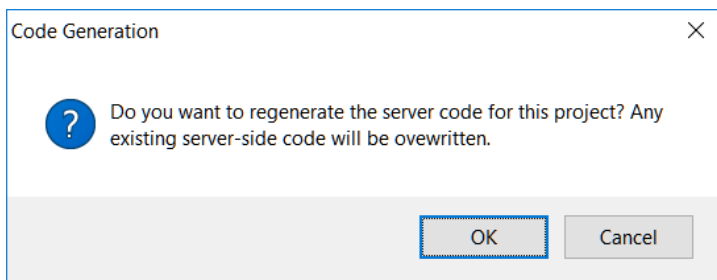 Code Generation
Do you want to regenerate the server code for this project? Any
existing server-side code will be ovewritten.
OK
Cancel